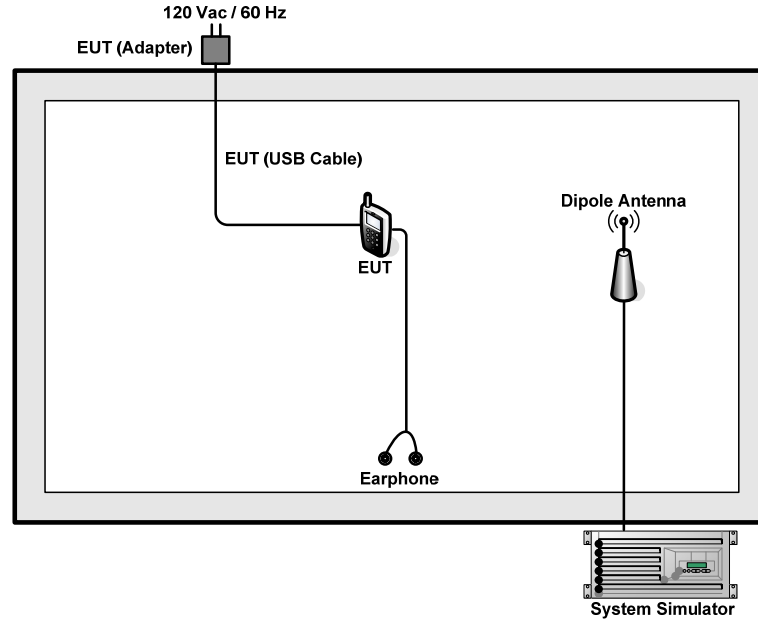 120 Vac / 60 Hz
EUT (Adapter)
EUT (USB Cable)
Dipole Antenna
EUT
Earphone
System Simulator